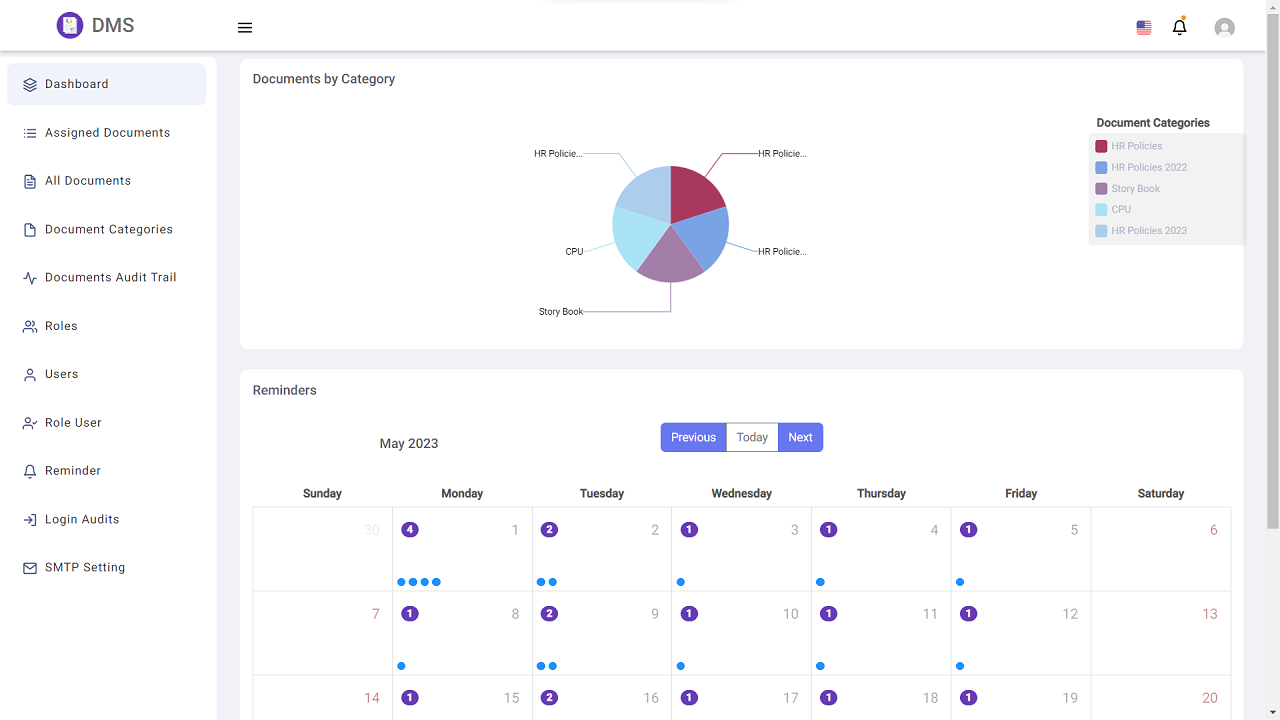 DMS
Dashboard
Assigned Documents
All Documents
Document Categories
Documents Audit Trail
Roles
Users
Role User
Reminder
Login Audits
SMTP Setting
Documents by Category
HR Policie...
HR Policie...
CPU
HR Policie...
Story Book
Document Categories
HR Policies
HR Policies 2022
Story Book
CPU
HR Policies 2023
Reminders
May 2023
Previous Today Next
Sunday Monday Tuesday Wednesday Thursday Friday Saturday
30 4 1 2 2 1 3 1 4 1 5 6
7 1 8 2 9 1 10 1 11 1 12 13
14 1 15 2 16 1 17 1 18 1 19 20